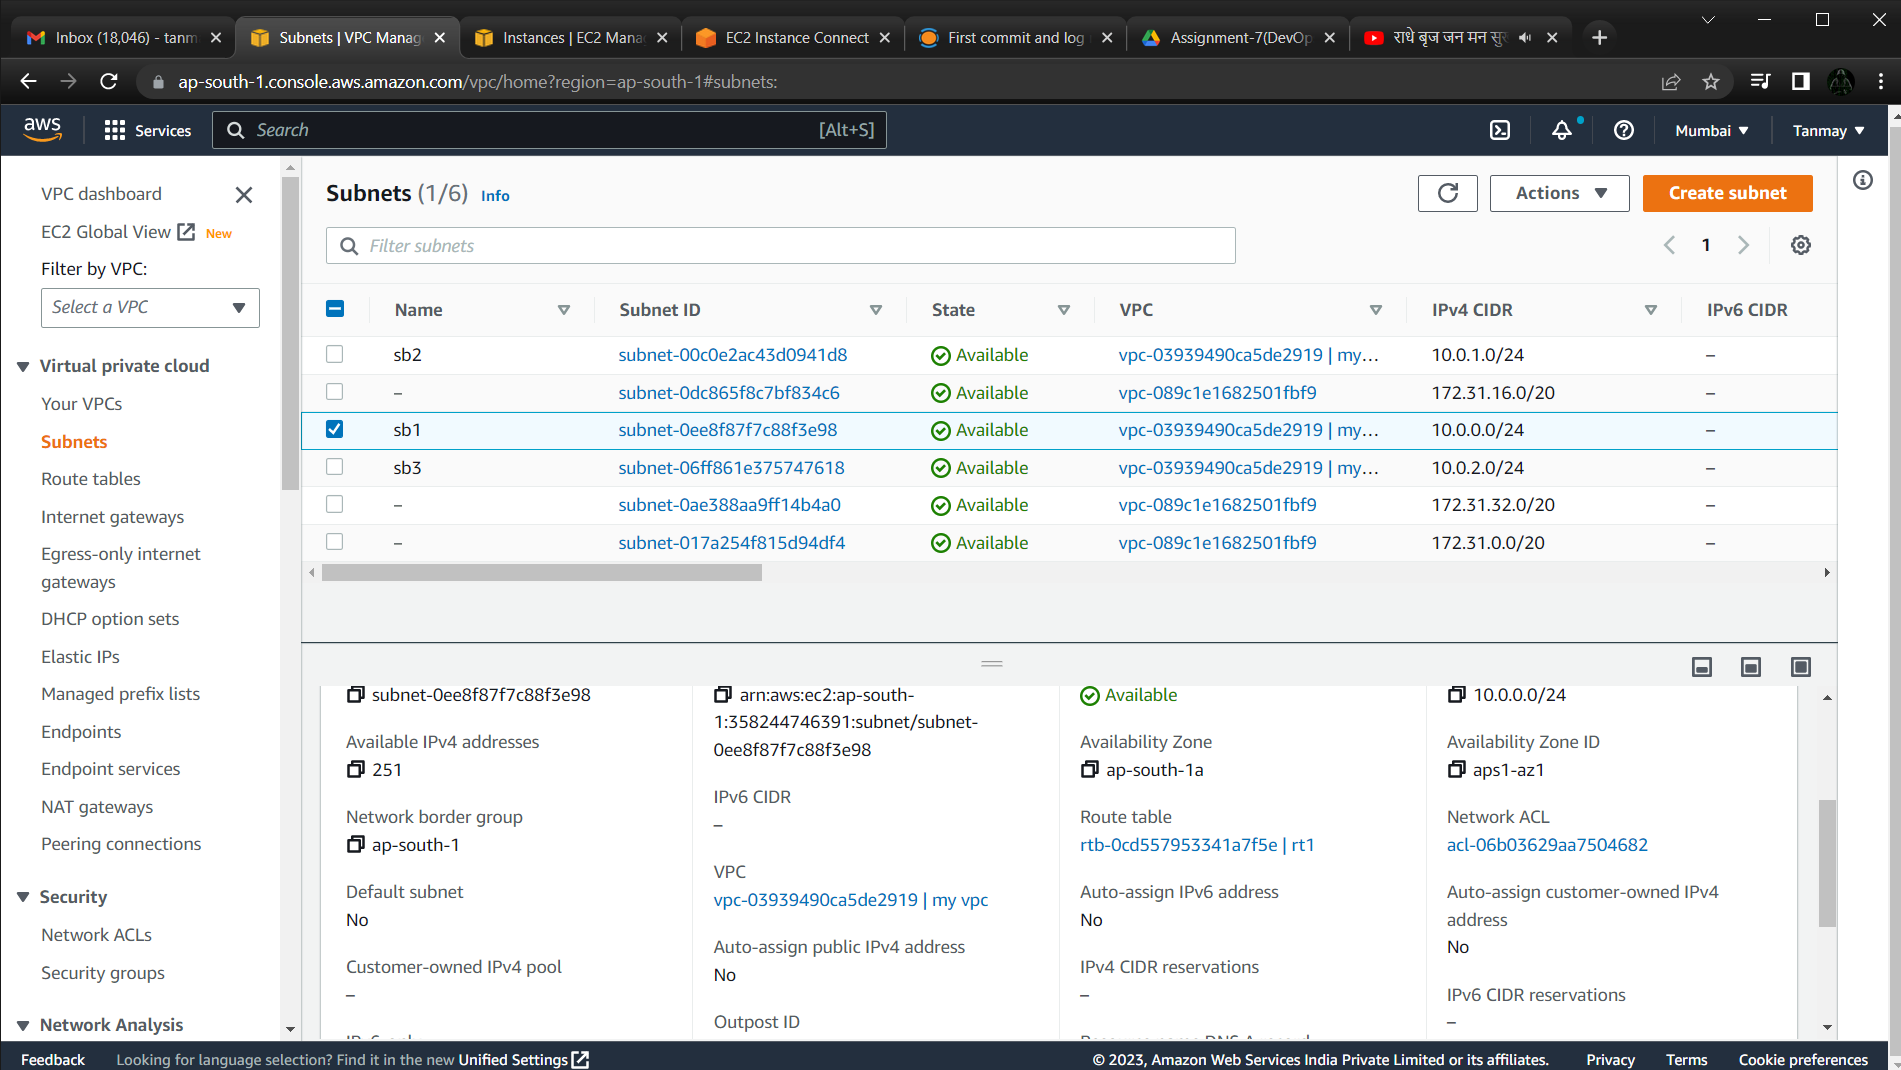 Inbox (18,046) - tanm
Subnets | VPC Manag
Instances | EC2 Mana
EC2 Instance Connect
First commit and log
Assignment-7(DevOp
राधे बृज जन मन सु
ap-south-1.console.aws.amazon.com/vpc/home?region=ap-south-1#subnets:
aws
Services
Search
[Alt+S]
Mumbai
Tanmay
VPC dashboard
EC2 Global View New
Filter by VPC:
Select a VPC
Virtual private cloud
Your VPCs
Subnets
Route tables
Internet gateways
Egress-only internet
gateways
DHCP option sets
Elastic IPs
Managed prefix lists
Endpoints
Endpoint services
NAT gateways
Peering connections
Security
Network ACLs
Security groups
Network Analysis
Subnets (1/6) Info
Actions
Create subnet
Filter subnets
1
Name Subnet ID State VPC IPv4 CIDR IPv6 CIDR
sb2 subnet-00c0e2ac43d0941d8 Available vpc-03939490ca5de2919 | my... 10.0.1.0/24 –
– subnet-0dc865f8c7bf834c6 Available vpc-089c1e1682501fbf9 172.31.16.0/20 –
sb1 subnet-0ee8f87f7c88f3e98 Available vpc-03939490ca5de2919 | my... 10.0.0.0/24 –
sb3 subnet-06ff861e375747618 Available vpc-03939490ca5de2919 | my... 10.0.2.0/24 –
– subnet-0ae388aa9ff14b4a0 Available vpc-089c1e1682501fbf9 172.31.32.0/20 –
– subnet-017a254f815d94df4 Available vpc-089c1e1682501fbf9 172.31.0.0/20 –
subnet-0ee8f87f7c88f3e98
Available IPv4 addresses
251
Network border group
ap-south-1
Default subnet
No
Customer-owned IPv4 pool
–
arn:aws:ec2:ap-south-
1:358244746391:subnet/subnet-
0ee8f87f7c88f3e98
IPv6 CIDR
–
VPC
vpc-03939490ca5de2919 | my vpc
Auto-assign public IPv4 address
No
Outpost ID
Available
Availability Zone
ap-south-1a
Route table
rtb-0cd557953341a7f5e | rt1
Auto-assign IPv6 address
No
IPv4 CIDR reservations
–
10.0.0.0/24
Availability Zone ID
aps1-az1
Network ACL
acl-06b03629aa7504682
Auto-assign customer-owned IPv4
address
No
IPv6 CIDR reservations
–
Feedback
Looking for language selection? Find it in the new Unified Settings
© 2023, Amazon Web Services India Private Limited or its affiliates.
Privacy
Terms
Cookie preferences